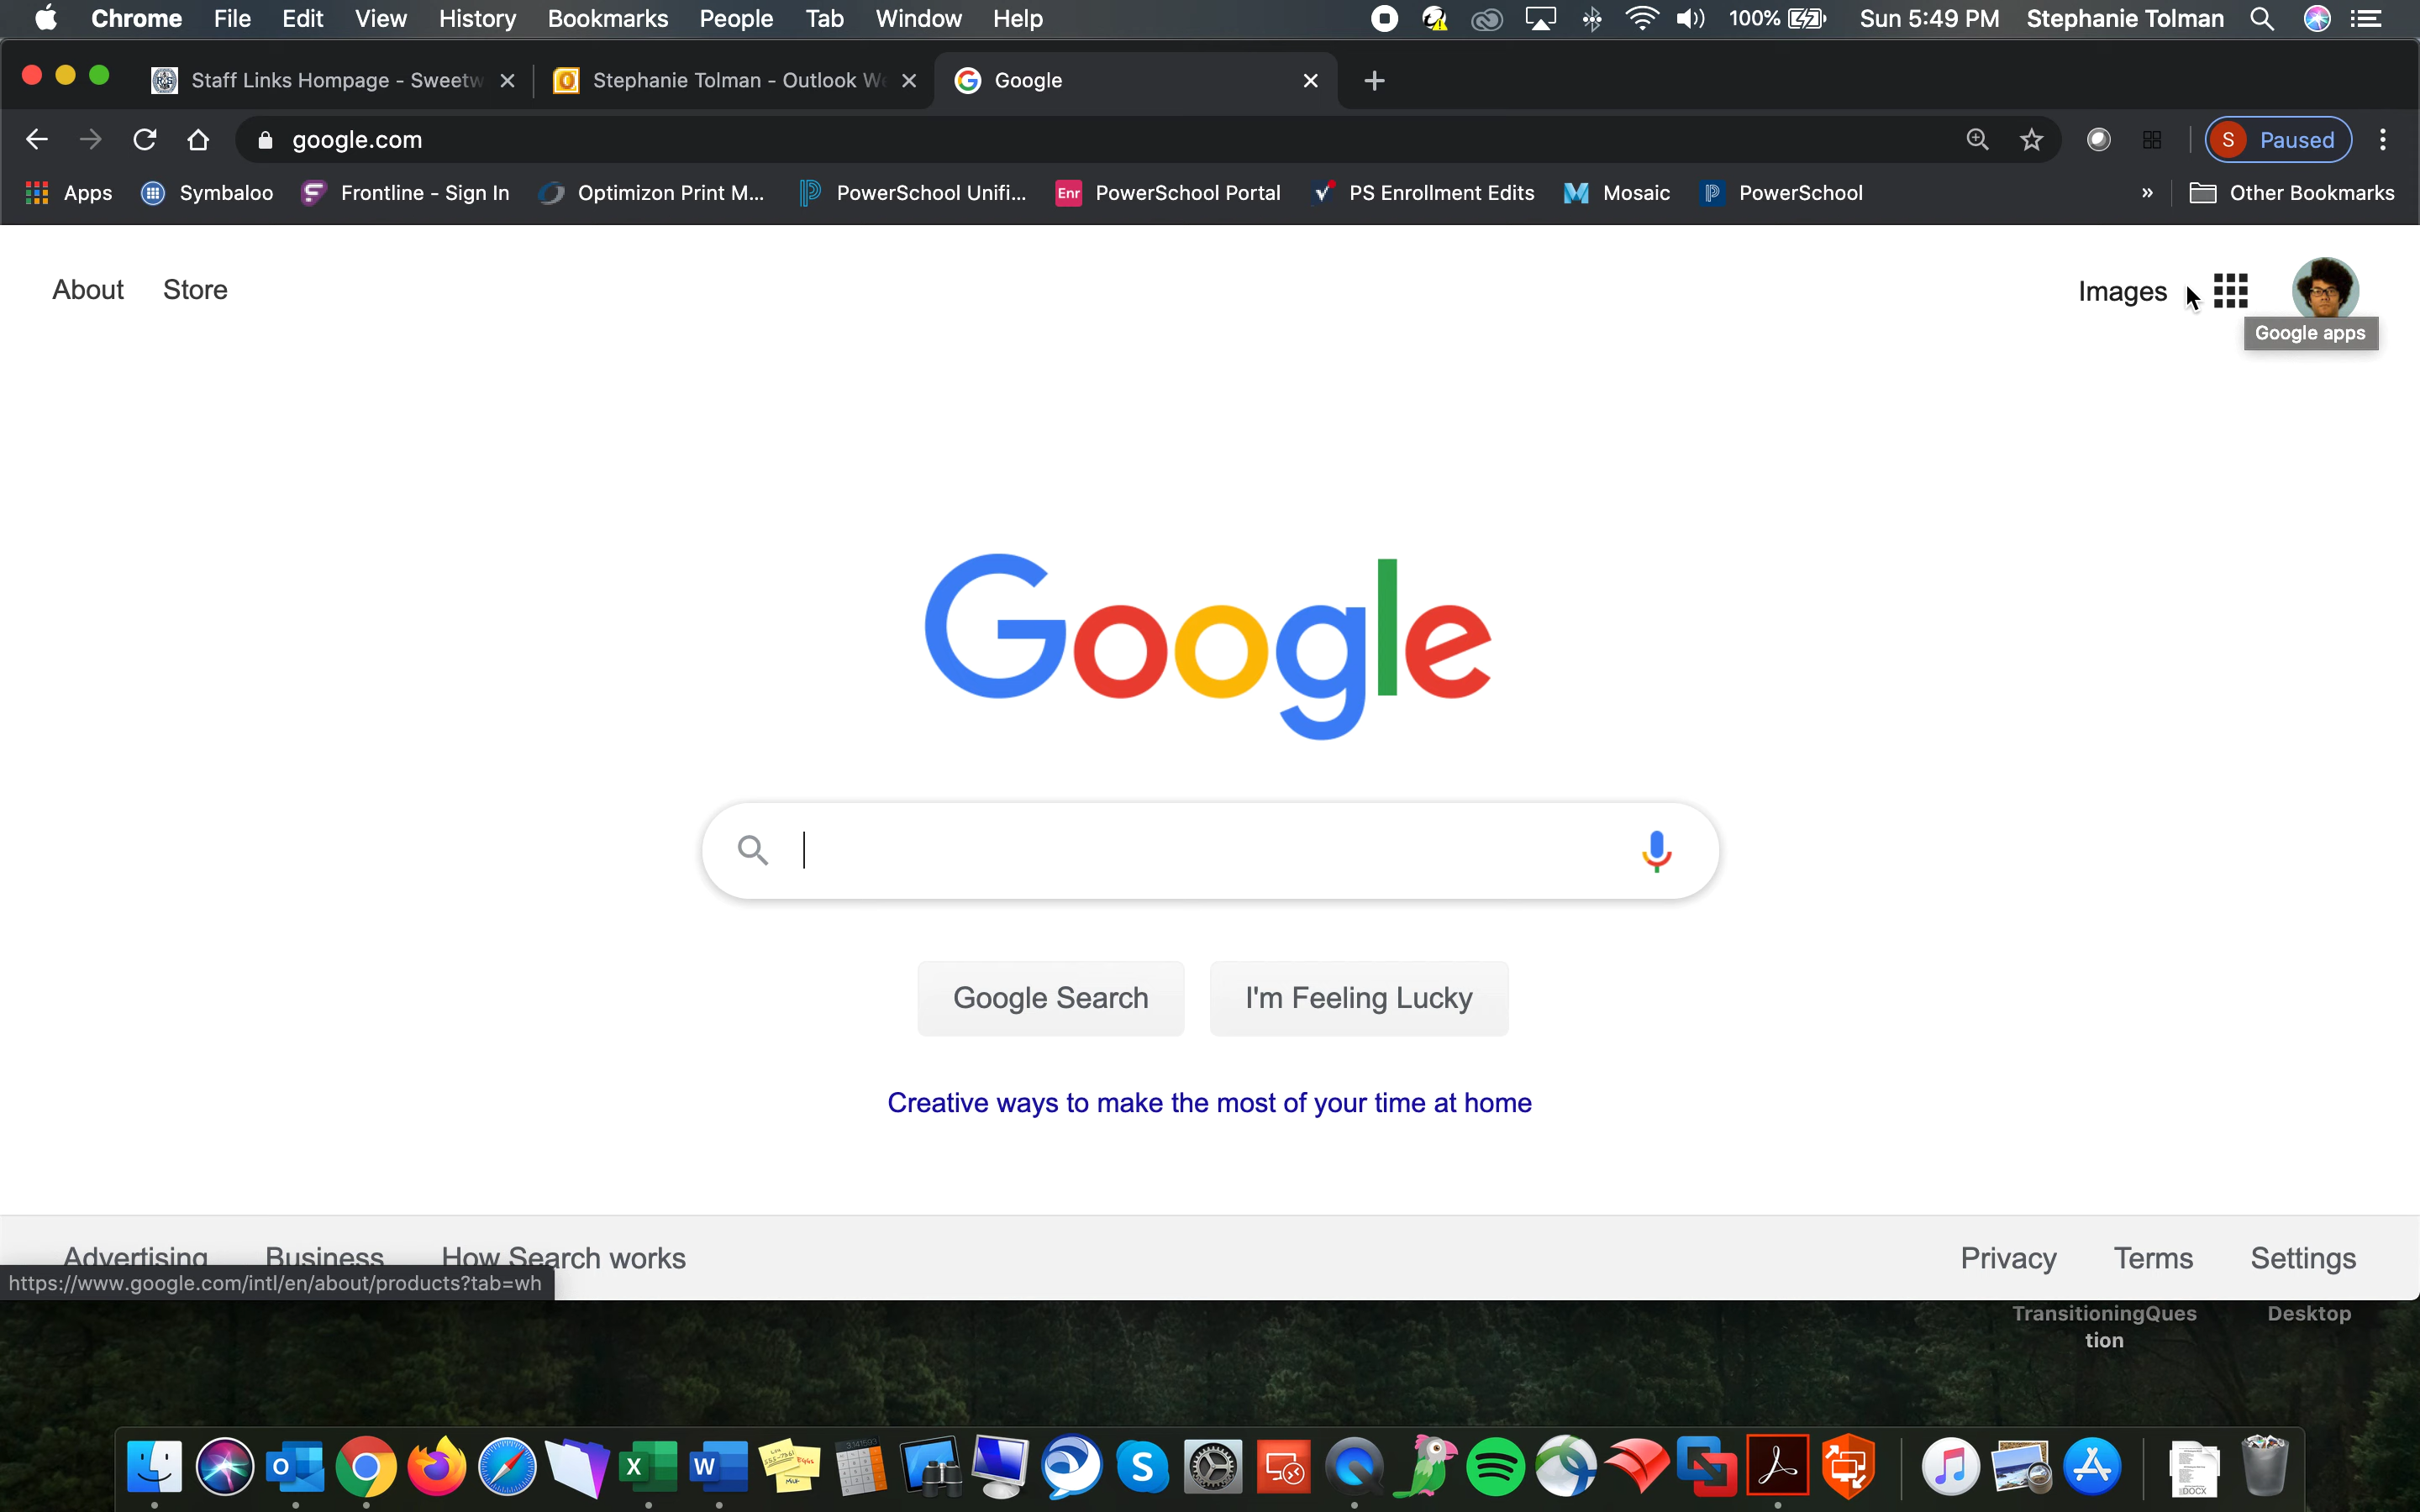 Chrome File Edit View History Bookmarks People Tab Window Help 100% Sun 5:49 PM Stephanie Tolman
Staff Links Hompage - Sweetw Stephanie Tolman - Outlook We Google
google.com S Paused
Apps Symbaloo Frontline - Sign In Optimizon Print M... PowerSchool Unifi... Enr PowerSchool Portal PS Enrollment Edits Mosaic PowerSchool » Other Bookmarks
About Store Images
Google apps
Google
Google Search I'm Feeling Lucky
Creative ways to make the most of your time at home
Advertising Business How Search works Privacy Terms Settings
https://www.google.com/intl/en/about/products?tab=wh
TransitioningQues Desktop
tion
DOCX